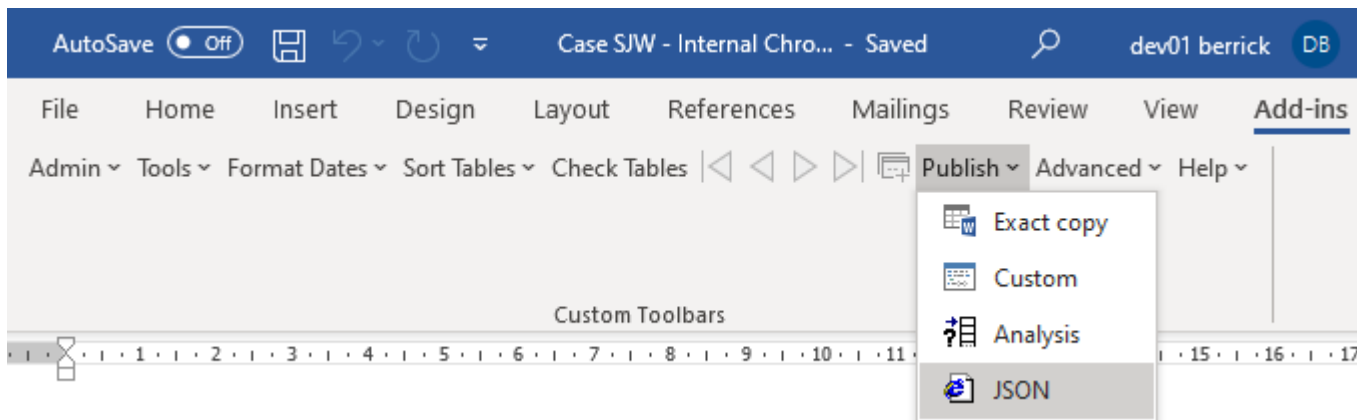 AutoSave Off Case SJW - Internal Chro... - Saved dev01 berrick DB
File Home Insert Design Layout References Mailings Review View Add-ins
Admin Tools Format Dates Sort Tables Check Tables Publish Advanced Help
Exact copy
Custom
Analysis
JSON
Custom Toolbars
1 2 3 4 5 6 7 8 9 10 11 15 16 17